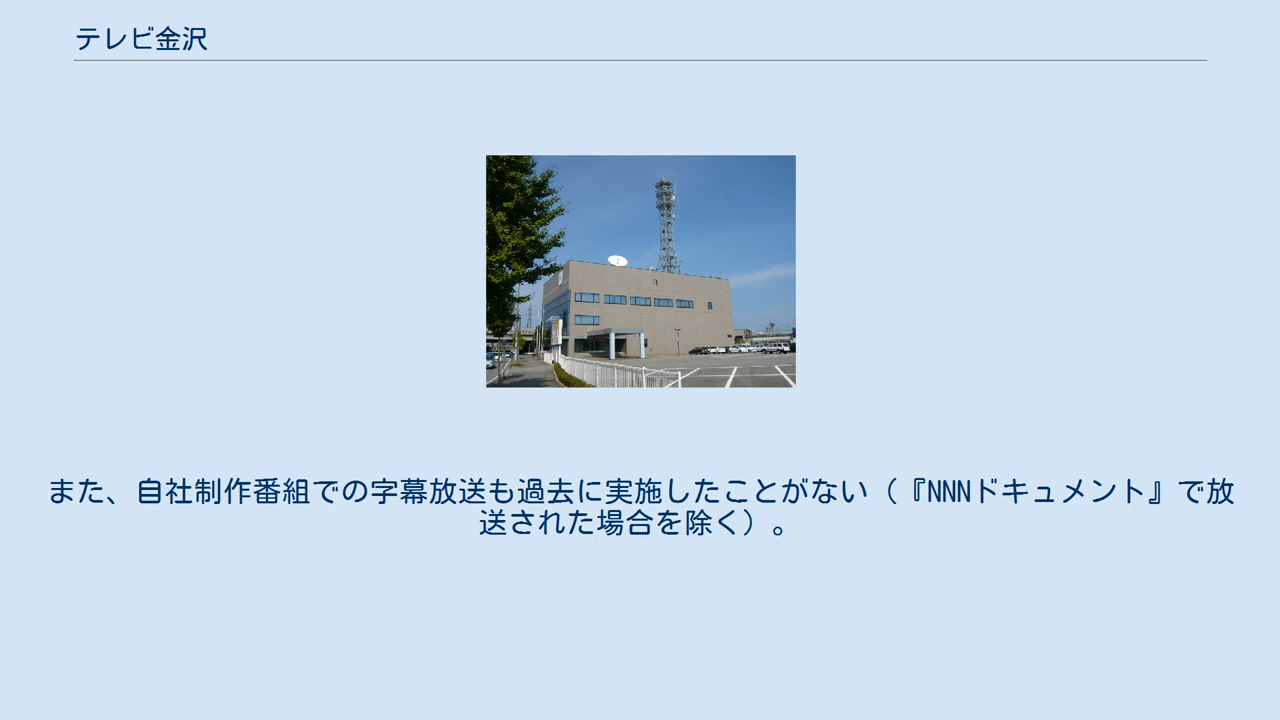 テレビ金沢
また、自社制作番組での字幕放送も過去に実施したことがない（『NNNドキュメント』で放
送された場合を除く）。